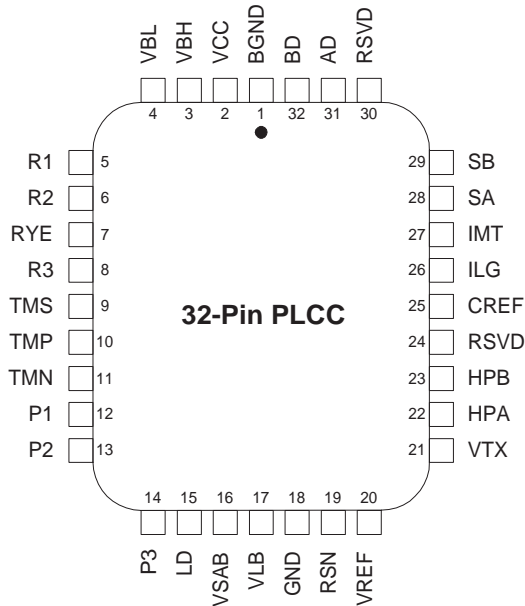 VBL VBH VCC BGND BD AD RSVD
4 3 2 1 32 31 30
R1 5 29 SB
R2 6 28 SA
RYE 7 27 IMT
R3 8 26 ILG
TMS 9 25 CREF
32-Pin PLCC
TMP 10 24 RSVD
TMN 11 23 HPB
P1 12 22 HPA
P2 13 21 VTX
14 15 16 17 18 19 20
P3 LD VSAB VLB GND RSN VREF